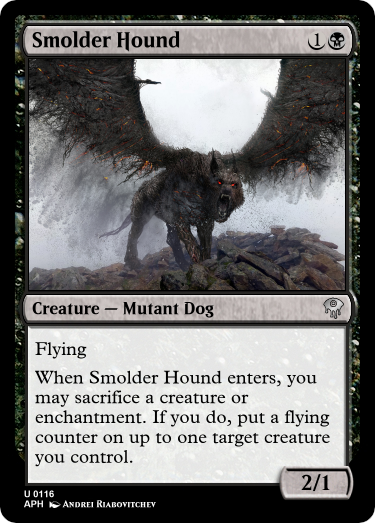 Smolder Hound 1
Creature — Mutant Dog
Flying
When Smolder Hound enters, you
may sacrifice a creature or
enchantment. If you do, put a flying
counter on up to one target creature
you control.
2/1
U 0116
APH Andrei Riabovitchev